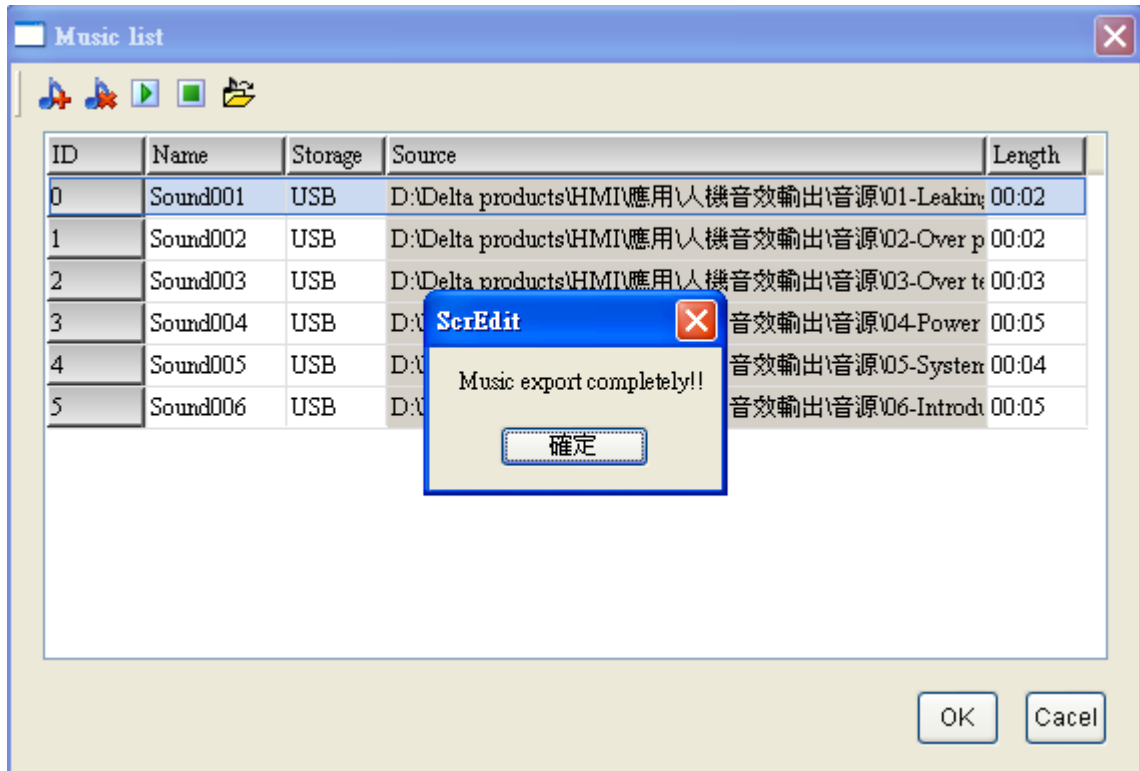 Music list
ID Name Storage Source Length
0 Sound001 USB D:\Delta products\HMI\應用\人機音效輸出\音源\01-Leaking 00:02
1 Sound002 USB D:\Delta products\HMI\應用\人機音效輸出\音源\02-Over p 00:02
2 Sound003 USB D:\Delta products\HMI\應用\人機音效輸出\音源\03-Over te 00:03
3 Sound004 USB D:\ 音效輸出\音源\04-Power 00:05
4 Sound005 USB D:\ 音效輸出\音源\05-System 00:04
5 Sound006 USB D:\ 音效輸出\音源\06-Introdu 00:05
ScrEdit
Music export completely!!
確定
OK Cacel